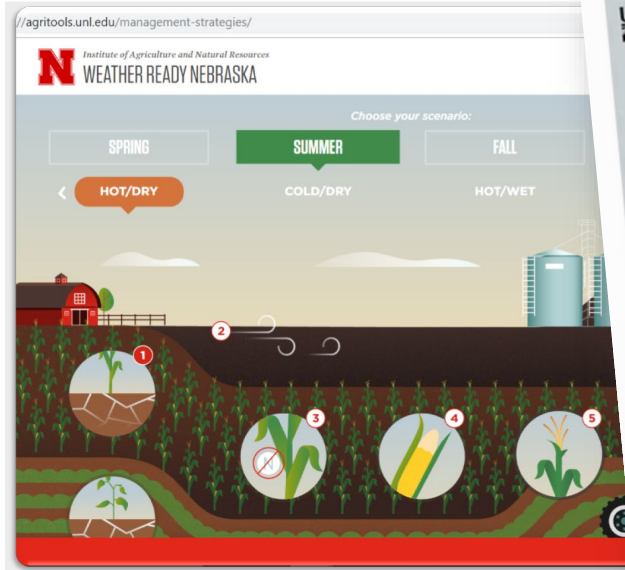 //agritools.unl.edu/management-strategies/
N
Institute of Agriculture and Natural Resources
WEATHER READY NEBRASKA
Choose your scenario:
SPRING
SUMMER
FALL
HOT/DRY
COLD/DRY
HOT/WET
2
1
3
4
5
N